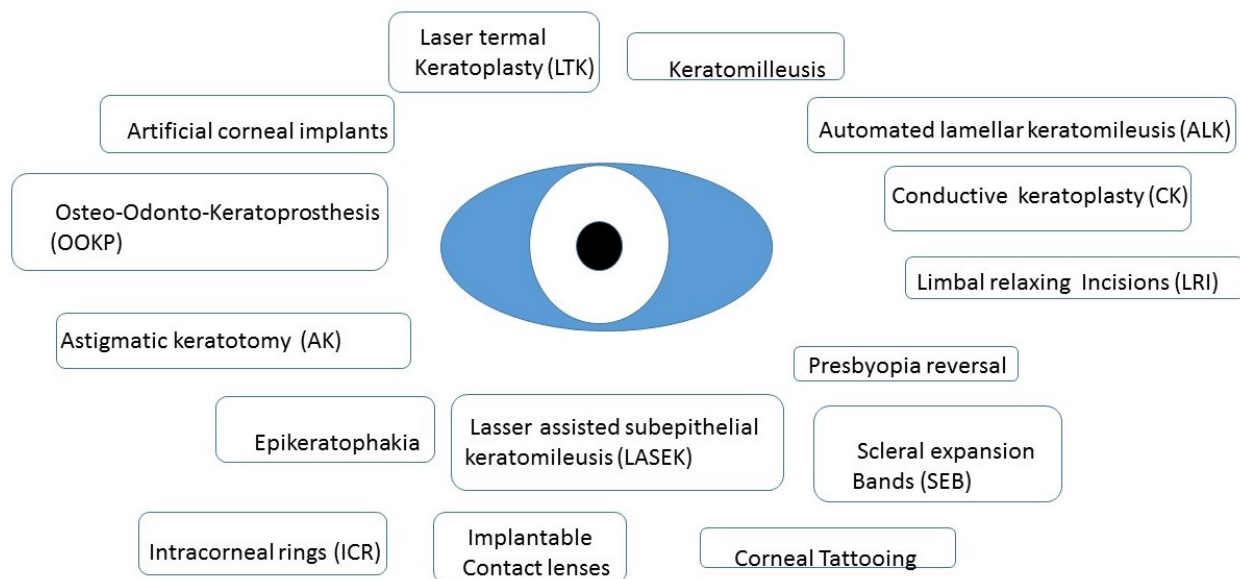 Laser termal
Keratoplasty (LTK)
Keratomilleusis
Artificial corneal implants
Automated lamellar keratomileusis (ALK)
Osteo-Odonto-Keratoprosthesis
(OOKP)
Conductive keratoplasty (CK)
Limbal relaxing Incisions (LRI)
Astigmatic keratotomy (AK)
Presbyopia reversal
Epikeratophakia
Lasser assisted subepithelial
keratomileusis (LASEK)
Scleral expansion
Bands (SEB)
Intracorneal rings (ICR)
Implantable
Contact lenses
Corneal Tattooing